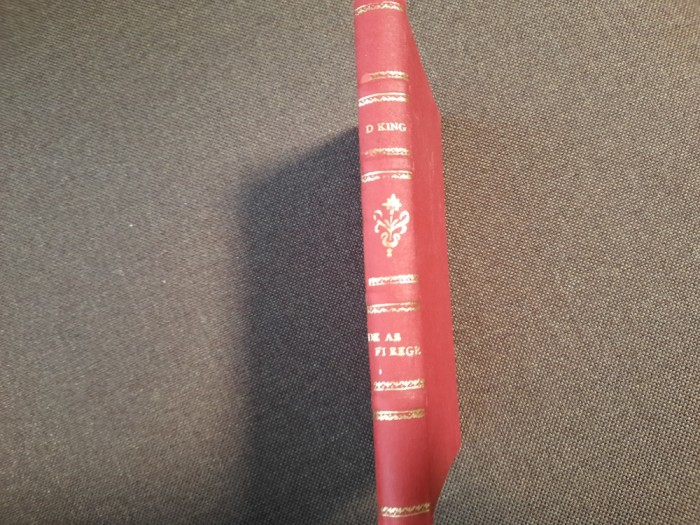 D KING
DE AS
FI REGE